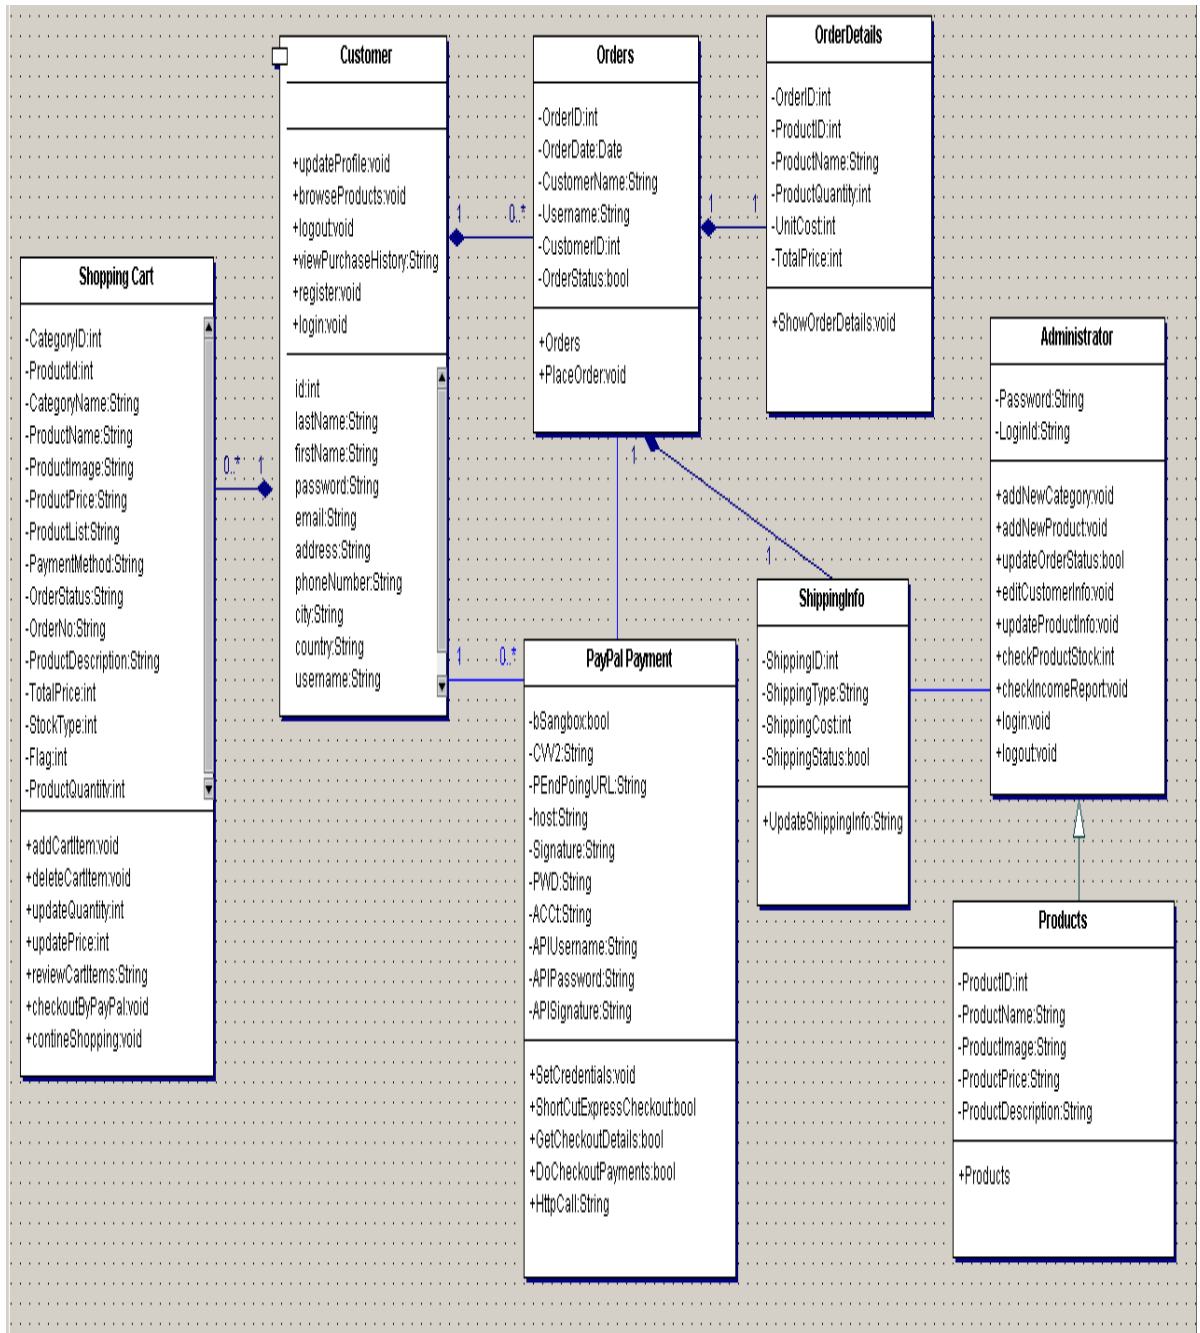 Customer
+updateProfile:void
+browseProducts:void
+logout:void
+viewPurchaseHistory:String
+register:void
+login:void
id:int
lastName:String
firstName:String
password:String
email:String
address:String
phoneNumber:String
city:String
country:String
username:String
Orders
-OrderID:int
-OrderDate:Date
-CustomerName:String
-Username:String
-CustomerID:int
-OrderStatus:bool
+Orders
+PlaceOrder:void
OrderDetails
-OrderID:int
-ProductID:int
-ProductName:String
-ProductQuantity:int
-UnitCost:int
-TotalPrice:int
+ShowOrderDetails:void
1
0..*
1
1
Shopping Cart
-CategoryID:int
-ProductId:int
-CategoryName:String
-ProductName:String
-ProductImage:String
-ProductPrice:String
-ProductList:String
-PaymentMethod:String
-OrderStatus:String
-OrderNo:String
-ProductDescription:String
-TotalPrice:int
-StockType:int
-Flag:int
-ProductQuantity:int
+addCartItem:void
+deleteCartItem:void
+updateQuantity:int
+updatePrice:int
+reviewCartItems:String
+checkoutByPayPal:void
+contineShopping:void
0..*
1
1
1
1
0..*
Administrator
-Password:String
-LoginId:String
+addNewCategory:void
+addNewProduct:void
+updateOrderStatus:bool
+editCustomerInfo:void
+updateProductInfo:void
+checkProductStock:int
+checkIncomeReport:void
+login:void
+logout:void
ShippingInfo
-ShippingID:int
-ShippingType:String
-ShippingCost:int
-ShippingStatus:bool
+UpdateShippingInfo:String
PayPal Payment
-bSangbox:bool
-CVV2:String
-PEndPoingURL:String
-host:String
-Signature:String
-PWD:String
-ACCt:String
-APIUsername:String
-APIPassword:String
-APISignature:String
+SetCredentials:void
+ShortCutExpressCheckout:bool
+GetCheckoutDetails:bool
+DoCheckoutPayments:bool
+HttpCall:String
Products
-ProductID:int
-ProductName:String
-ProductImage:String
-ProductPrice:String
-ProductDescription:String
+Products